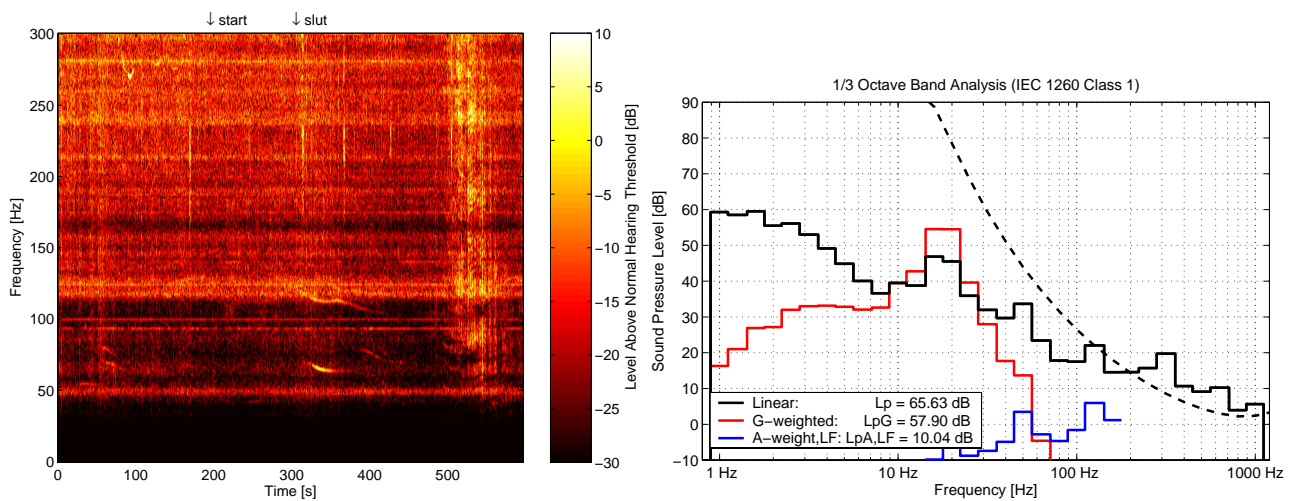 ↓ start ↓ slut
300
250
200
150
100
50
0
Frequency [Hz]
0 100 200 300 400 500
Time [s]
10
5
0
−5
−10
−15
−20
−25
−30
Level Above Normal Hearing Threshold [dB]
1/3 Octave Band Analysis (IEC 1260 Class 1)
90
80
70
60
50
40
30
20
10
0
−10
Sound Pressure Level [dB]
Linear: Lp = 65.63 dB
G−weighted: LpG = 57.90 dB
A−weight,LF: LpA,LF = 10.04 dB
1 Hz 10 Hz 100 Hz 1000 Hz
Frequency [Hz]